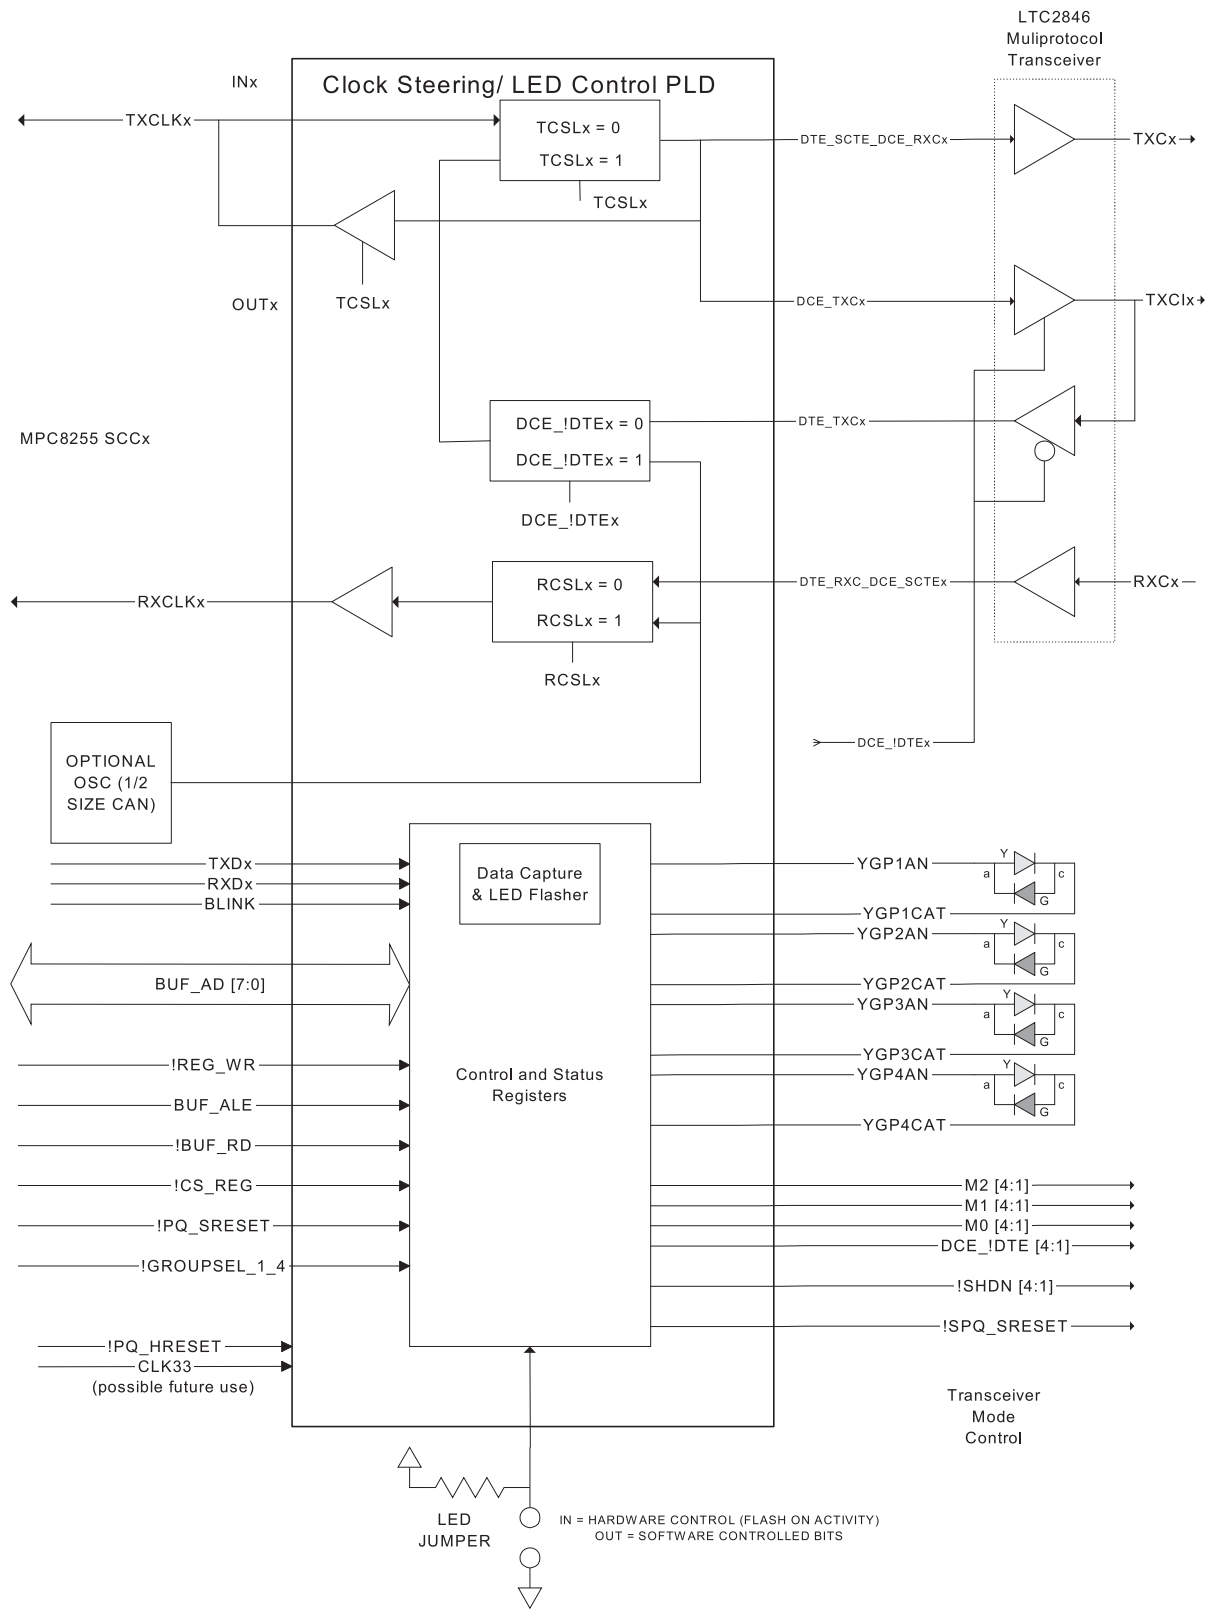 LTC2846
Muliprotocol
Transceiver
INx
Clock Steering/ LED Control PLD
TXCLKx
TCSLx = 0
TCSLx = 1
DTE_SCTE_DCE_RXCx
TXCx
TCSLx
OUTx
TCSLx
DCE_TXCx
TXCIx
MPC8255 SCCx
DCE_!DTEx = 0
DCE_!DTEx = 1
DTE_TXCx
DCE_!DTEx
RXCLKx
RCSLx = 0
RCSLx = 1
DTE_RXC_DCE_SCTEx
RXCx
RCSLx
DCE_!DTEx
OPTIONAL
OSC (1/2
SIZE CAN)
TXDx
RXDx
BLINK
Data Capture
& LED Flasher
YGP1AN
a
Y
G
c
YGP1CAT
YGP2AN
a
Y
G
c
YGP2CAT
YGP3AN
a
Y
G
c
YGP3CAT
YGP4AN
a
Y
G
c
YGP4CAT
BUF_AD [7:0]
!REG_WR
BUF_ALE
!BUF_RD
!CS_REG
!PQ_SRESET
!GROUPSEL_1_4
Control and Status
Registers
M2 [4:1]
M1 [4:1]
M0 [4:1]
DCE_!DTE [4:1]
!SHDN [4:1]
!SPQ_SRESET
!PQ_HRESET
CLK33
(possible future use)
Transceiver
Mode
Control
LED
JUMPER
IN = HARDWARE CONTROL (FLASH ON ACTIVITY)
OUT = SOFTWARE CONTROLLED BITS